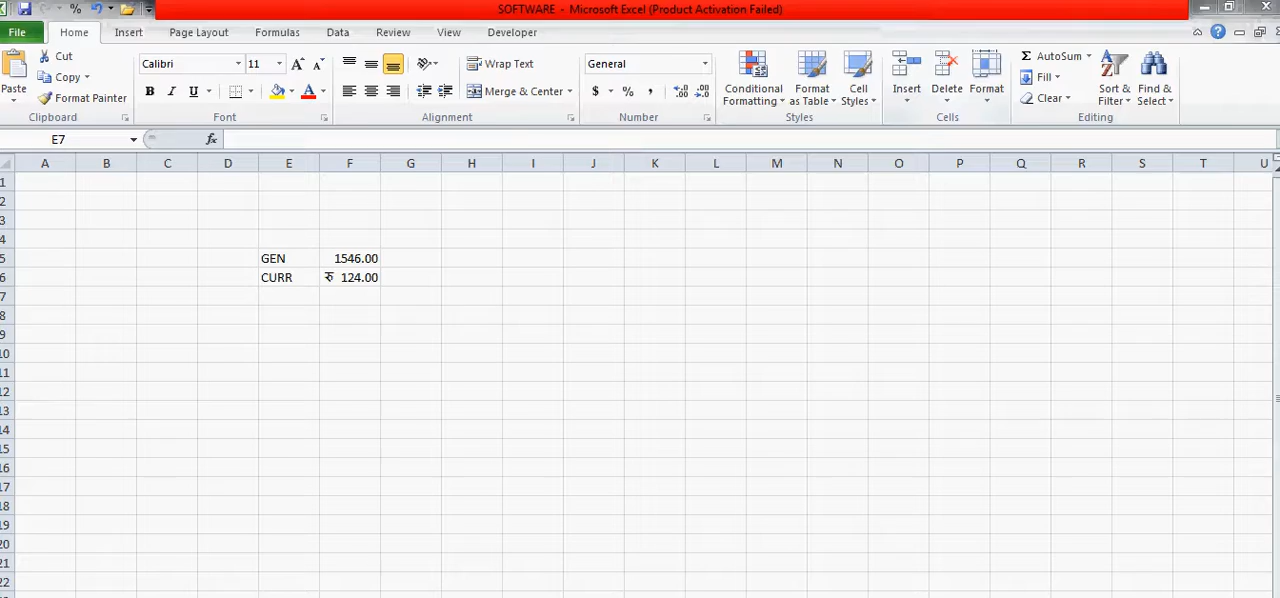 SOFTWARE - Microsoft Excel (Product Activation Failed)
File Home Insert Page Layout Formulas Data Review View Developer
Paste Cut Copy Format Painter Clipboard
Calibri 11 B I U A A A Font
Wrap Text Merge & Center Alignment
General $ % , .0 .00 .00 .0 Number
Conditional Formatting Format as Table Cell Styles Styles
Insert Delete Format Cells
Σ AutoSum Fill Clear Sort & Filter Find & Select Editing
E7 fx
A B C D E F G H I J K L M N O P Q R S T U
1
2
3
4
5 GEN 1546.00
6 CURR रु 124.00
7
8
9
10
11
12
13
14
15
16
17
18
19
20
21
22